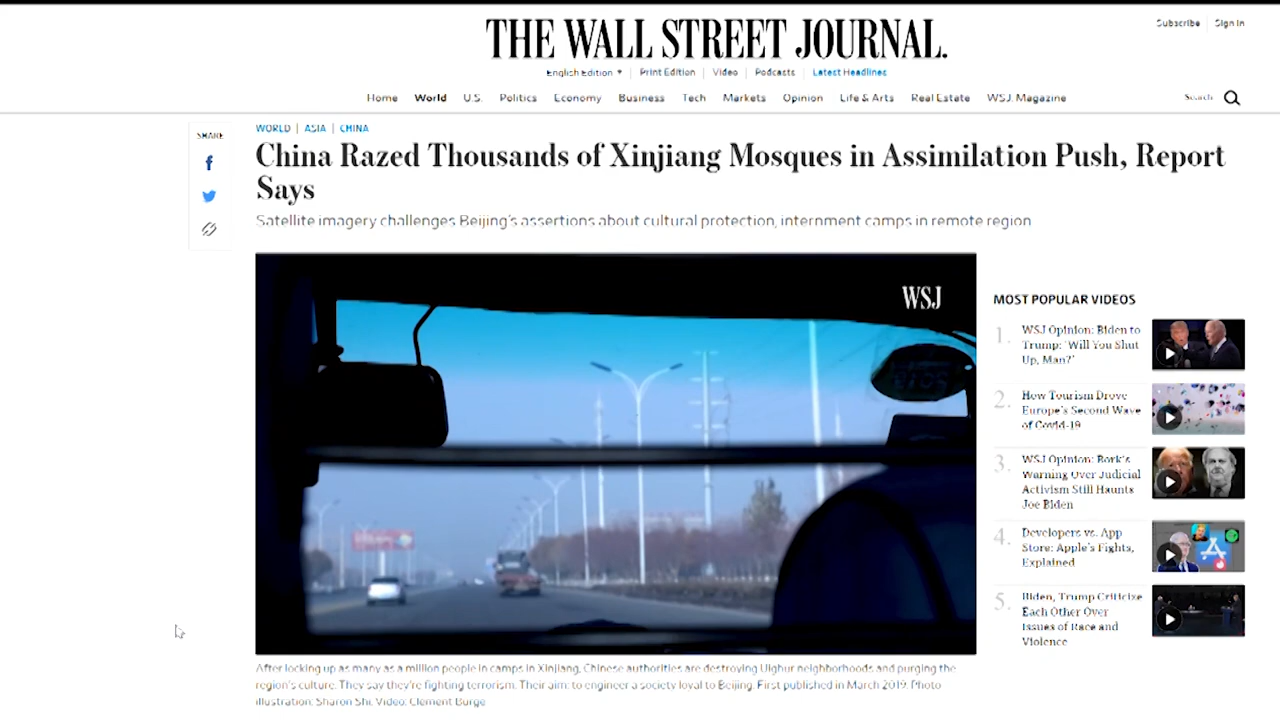 THE WALL STREET JOURNAL.
Subscribe | Sign In
English Edition | Print Edition | Video | Podcasts | Latest Headlines
Home World U.S. Politics Economy Business Tech Markets Opinion Life & Arts Real Estate WSJ. Magazine Search
SHARE
WORLD | ASIA | CHINA
China Razed Thousands of Xinjiang Mosques in Assimilation Push, Report
Says
Satellite imagery challenges Beijing's assertions about cultural protection, internment camps in remote region
WSJ
After locking up as many as a million people in camps in Xinjiang, Chinese authorities are destroying Uighur neighborhoods and purging the
region's culture. They say they're fighting terrorism. Their aim: to engineer a society loyal to Beijing. First published in March 2019. Photo
illustration: Sharon Shi. Video: Clément Bürge
MOST POPULAR VIDEOS
1. WSJ Opinion: Biden to
Trump: 'Will You Shut
Up, Man?'
2. How Tourism Drove
Europe's Second Wave
of Covid-19
3. WSJ Opinion: Bork's
Warning Over Judicial
Activism Still Haunts
Joe Biden
4. Developers vs. App
Store: Apple's Fights,
Explained
5. Biden, Trump Criticize
Each Other Over
Issues of Race and
Violence